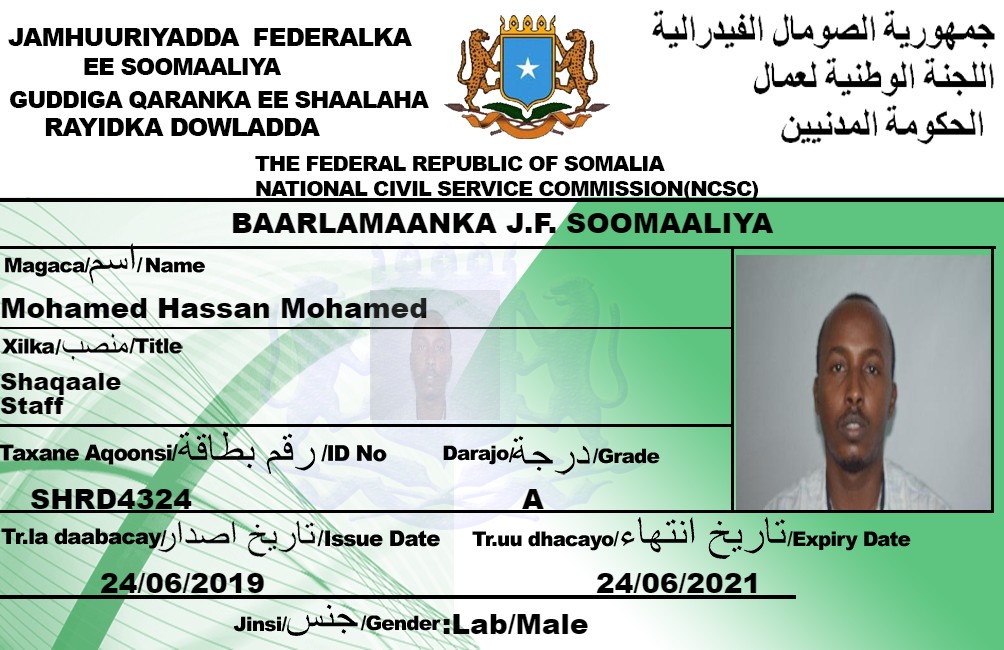 JAMHUURIYADDA FEDERALKA
EE SOOMAALIYA
GUDDIGA QARANKA EE SHAALAHA
RAYIDKA DOWLADDA
جمهورية الصومال الفيدرالية
اللجنة الوطنية لعمال
الحكومة المدنيين
THE FEDERAL REPUBLIC OF SOMALIA
NATIONAL CIVIL SERVICE COMMISSION(NCSC)
BAARLAMAANKA J.F. SOOMAALIYA
Magaca/اسم/Name
Mohamed Hassan Mohamed
Xilka/منصب/Title
Shaqaale
Staff
Taxane Aqoonsi/رقم بطاقة/ID No
Darajo/درجة/Grade
SHRD4324
A
Tr.la daabacay/تاريخ اصدار/Issue Date
Tr.uu dhacayo/تاريخ انتهاء/Expiry Date
24/06/2019
24/06/2021
Jinsi/جنس/Gender:Lab/Male